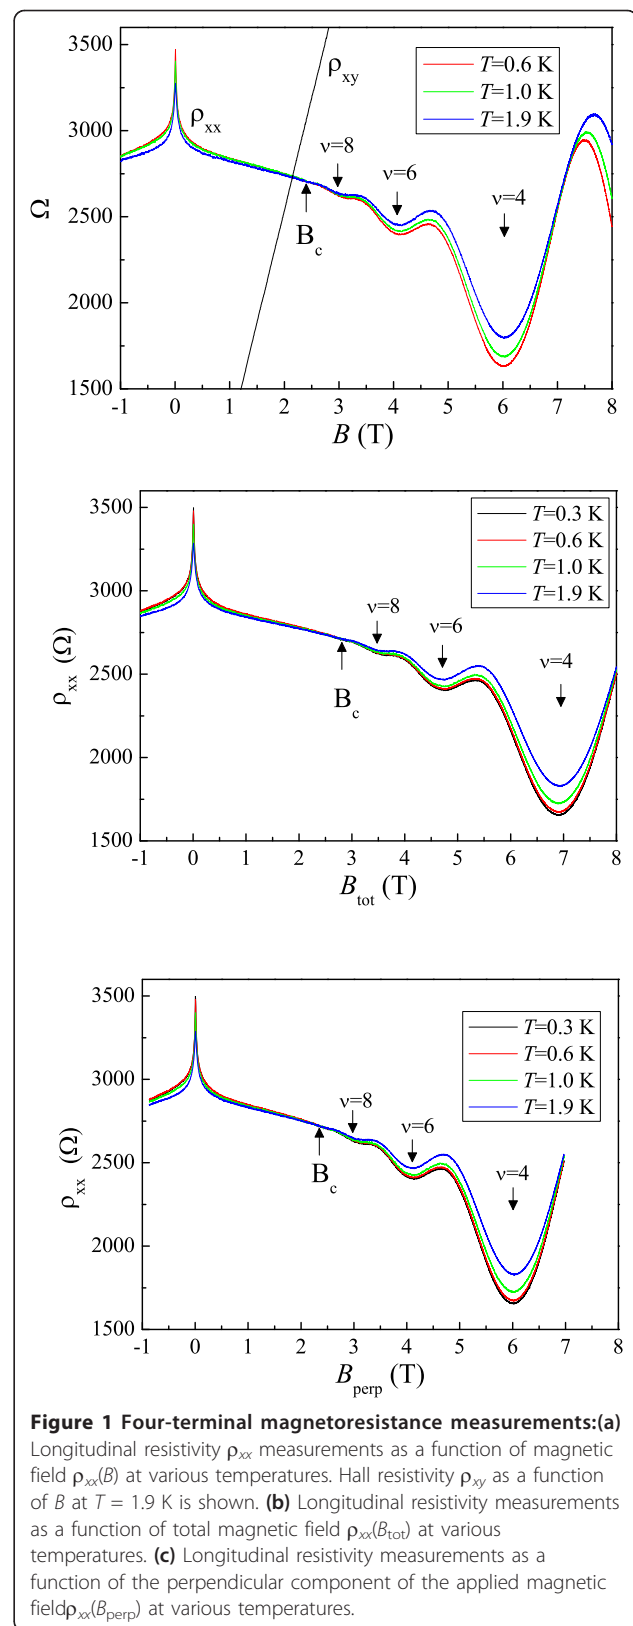 3500
3000
2500
2000
1500
Ω
ρxx
ρxy
T=0.6 K
T=1.0 K
T=1.9 K
ν=8
ν=6
ν=4
Bc
-1 0 1 2 3 4 5 6 7 8
B (T)
3500
3000
2500
2000
1500
ρxx (Ω)
T=0.3 K
T=0.6 K
T=1.0 K
T=1.9 K
ν=8
ν=6
ν=4
Bc
-1 0 1 2 3 4 5 6 7 8
Btot (T)
3500
3000
2500
2000
1500
ρxx (Ω)
T=0.3 K
T=0.6 K
T=1.0 K
T=1.9 K
ν=8
ν=6
ν=4
Bc
-1 0 1 2 3 4 5 6 7 8
Bperp (T)
Figure 1 Four-terminal magnetoresistance measurements:(a)
Longitudinal resistivity ρxx measurements as a function of magnetic
field ρxx(B) at various temperatures. Hall resistivity ρxy as a function
of B at T = 1.9 K is shown. (b) Longitudinal resistivity measurements
as a function of total magnetic field ρxx(Btot) at various
temperatures. (c) Longitudinal resistivity measurements as a
function of the perpendicular component of the applied magnetic
fieldρxx(Bperp) at various temperatures.